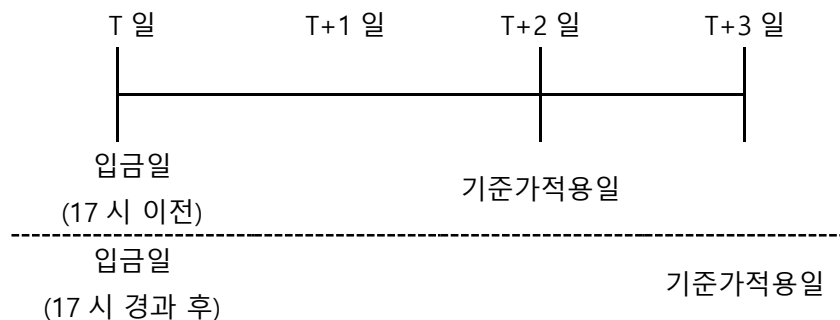 T 일 T+1 일 T+2 일 T+3 일
입금일
(17 시 이전)
기준가적용일
입금일
(17 시 경과 후)
기준가적용일